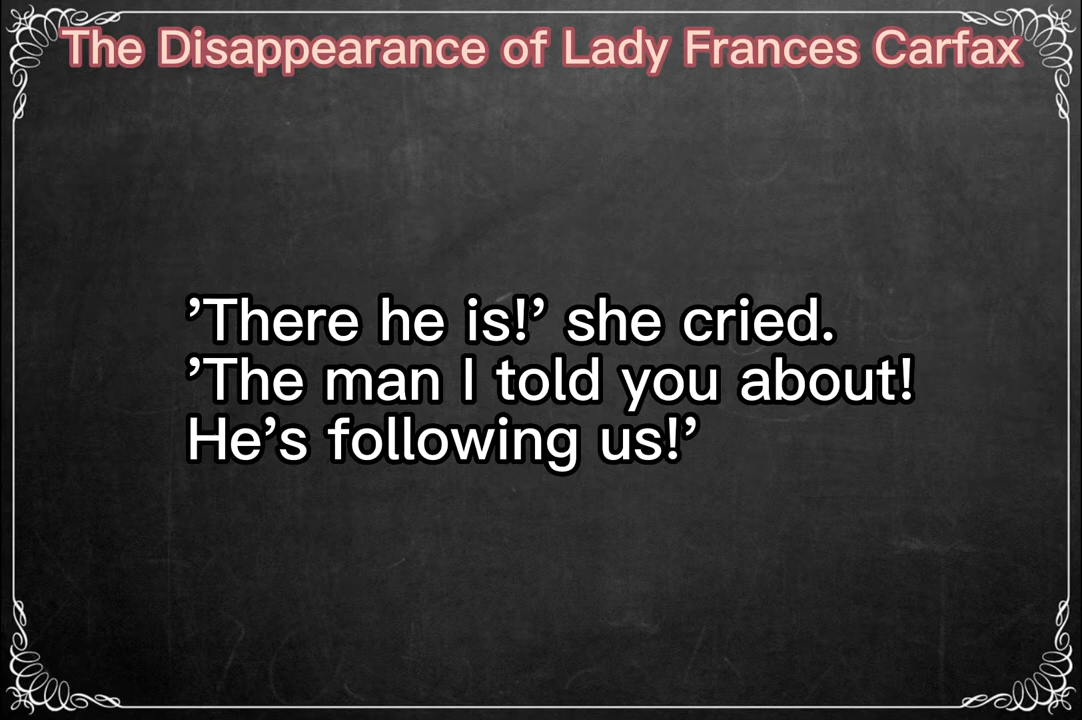 The Disappearance of Lady Frances Carfax
’There he is!’ she cried.
’The man I told you about!
He’s following us!’